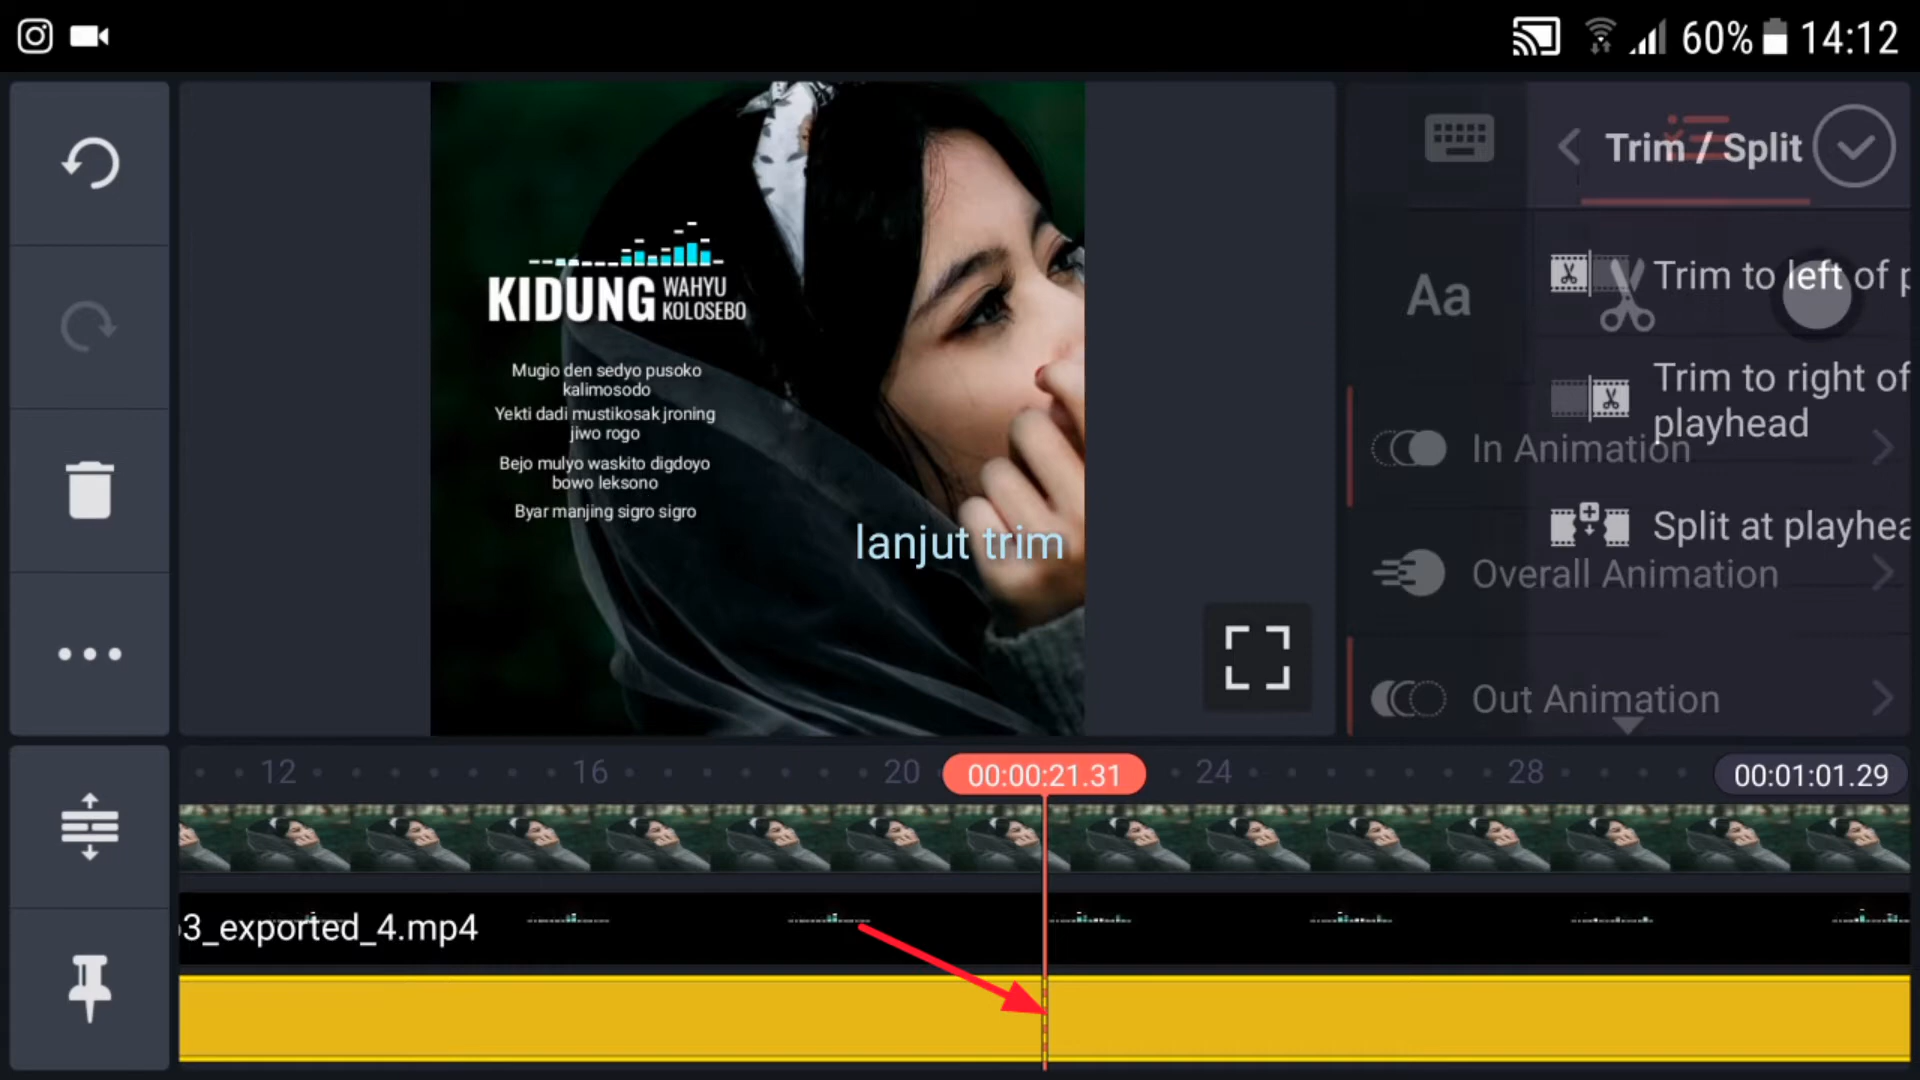 60% 14:12
Trim / Split
Trim to left of p
Aa
Trim to right of
playhead
In Animation
Split at playhea
Overall Animation
Out Animation
KIDUNG WAHYU
KOLOSEBO
Mugio den sedyo pusoko
kalimosodo
Yekti dadi mustikosak jroning
jiwo rogo
Bejo mulyo waskito digdoyo
bowo leksono
Byar manjing sigro sigro
lanjut trim
12 16 20 00:00:21.31 24 28 00:01:01.29
3_exported_4.mp4